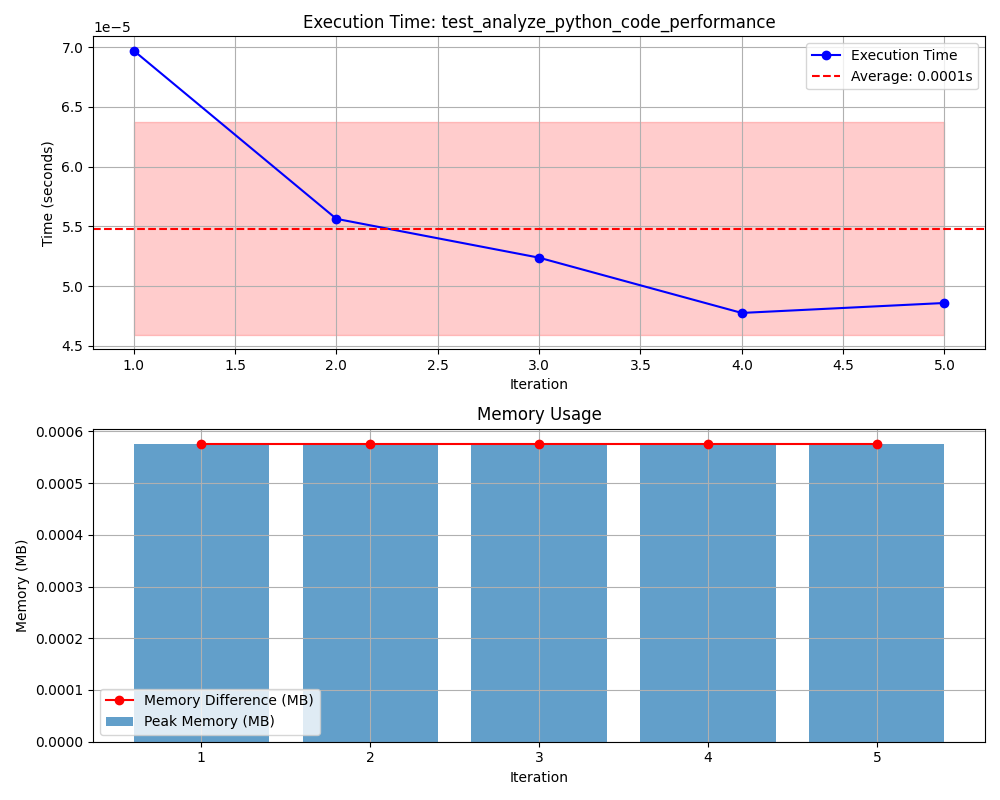 Execution Time: test_analyze_python_code_performance
1e−5
7.0
6.5
6.0
5.5
5.0
4.5
Time (seconds)
Execution Time
Average: 0.0001s
1.0 1.5 2.0 2.5 3.0 3.5 4.0 4.5 5.0
Iteration
Memory Usage
0.0006
0.0005
0.0004
0.0003
0.0002
0.0001
0.0000
Memory (MB)
Memory Difference (MB)
Peak Memory (MB)
1 2 3 4 5
Iteration